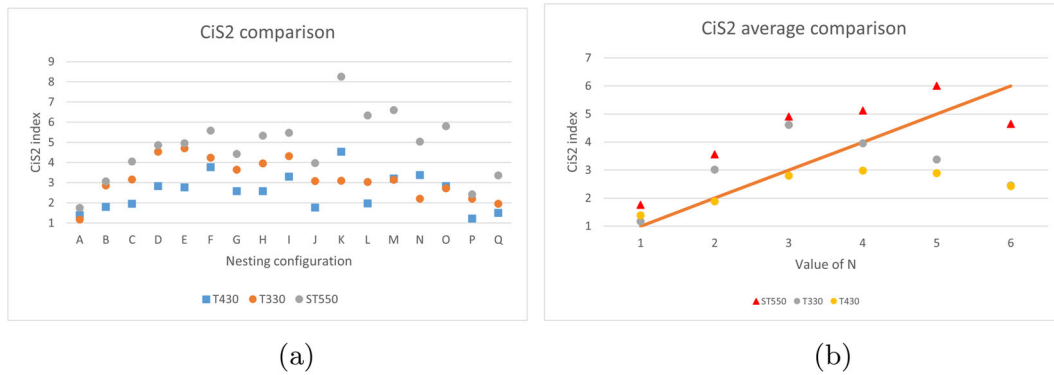 CiS2 comparison
9
8
7
6
5
4
3
2
1
CiS2 index
A B C D E F G H I J K L M N O P Q
Nesting configuration
T430 T330 ST550
(a)
CiS2 average comparison
7
6
5
4
3
2
1
CiS2 index
1 2 3 4 5 6
Value of N
ST550 T330 T430
(b)